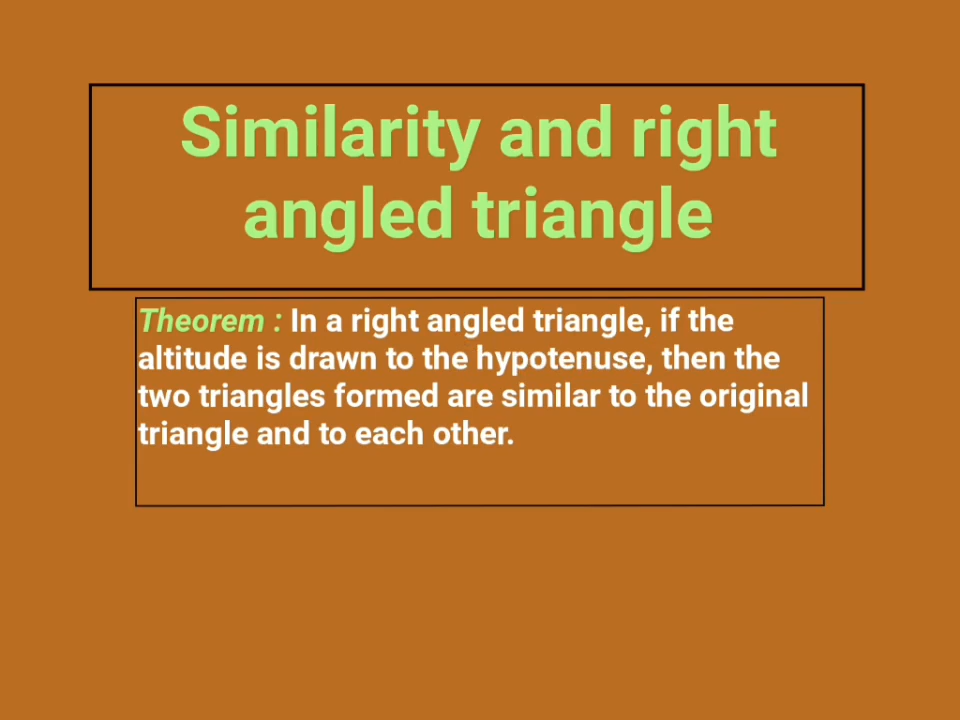 Similarity and right
angled triangle
Theorem : In a right angled triangle, if the
altitude is drawn to the hypotenuse, then the
two triangles formed are similar to the original
triangle and to each other.